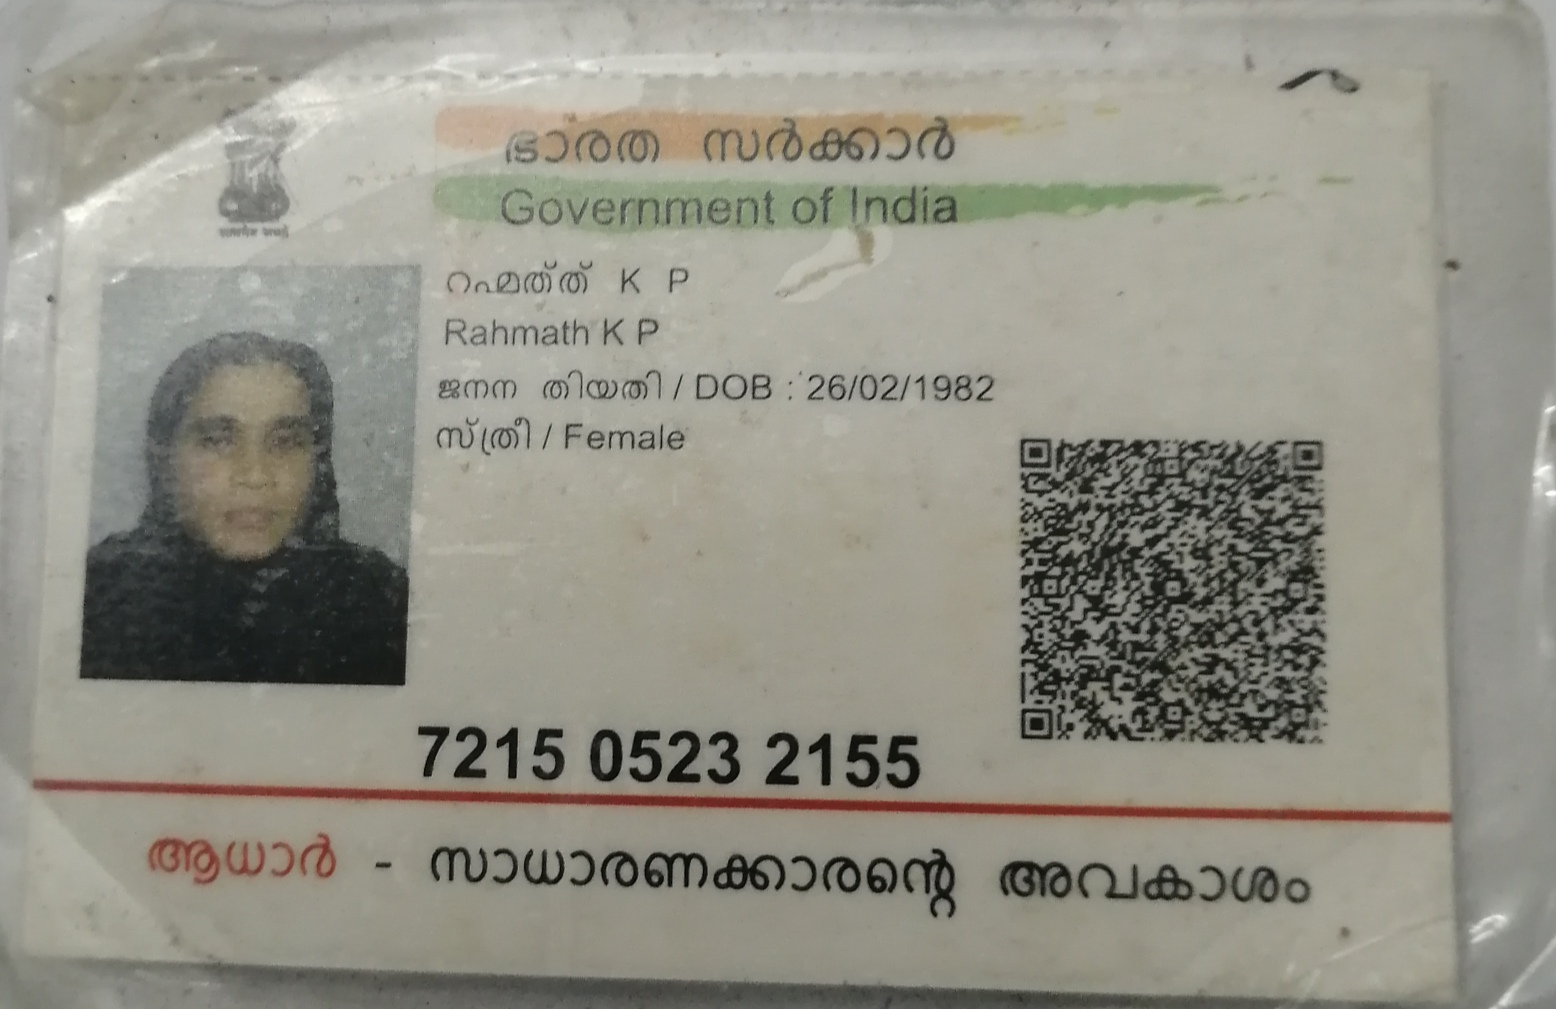 ഭാരത സർക്കാർ
Government of India
റഹ്മത്ത് K P
Rahmath K P
ജനന തിയതി / DOB : 26/02/1982
സ്ത്രീ / Female
7215 0523 2155
ആധാർ - സാധാരണക്കാരന്റെ അവകാശം